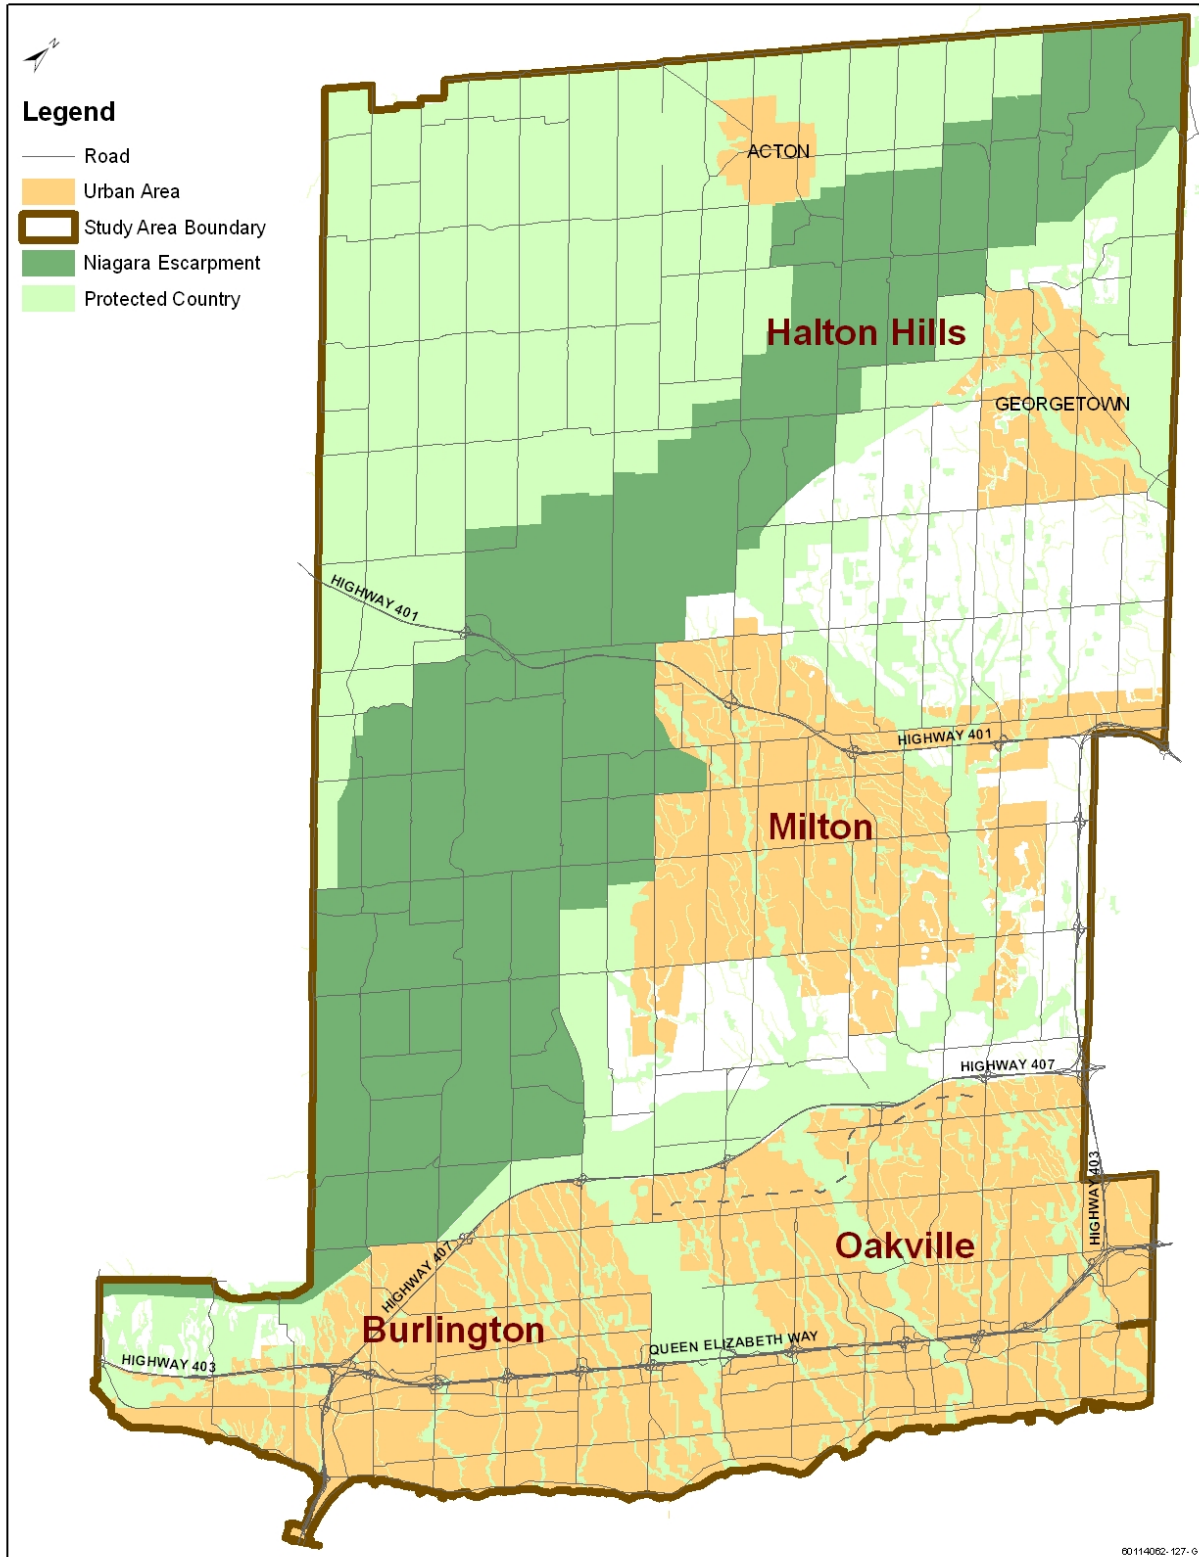 N
Legend
Road
Urban Area
Study Area Boundary
Niagara Escarpment
Protected Country
ACTON
Halton Hills
GEORGETOWN
HIGHWAY 401
HIGHWAY 401
Milton
HIGHWAY 407
HIGHWAY 403
Oakville
HIGHWAY 407
Burlington
QUEEN ELIZABETH WAY
HIGHWAY 403
60114062-127-G